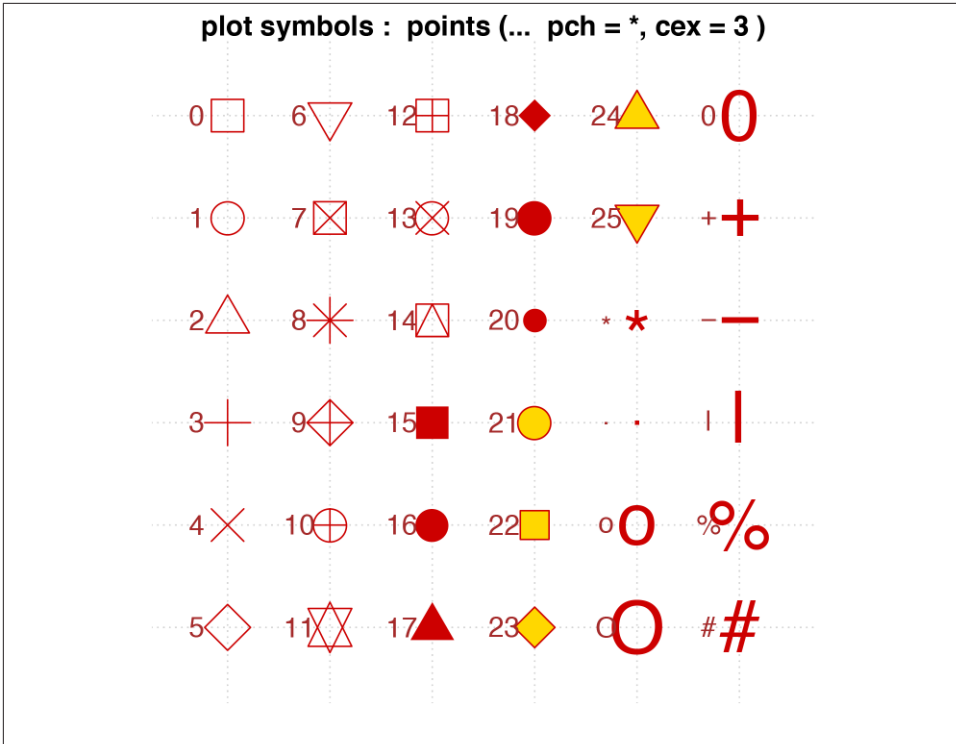 plot symbols : points (... pch = *, cex = 3 )
0 6 12 18 24 0 0
1 7 13 19 25 + +
2 8 14 20 * * − −
3 9 15 21 · · | |
4 10 16 22 o o % %
5 11 17 23 O O # #